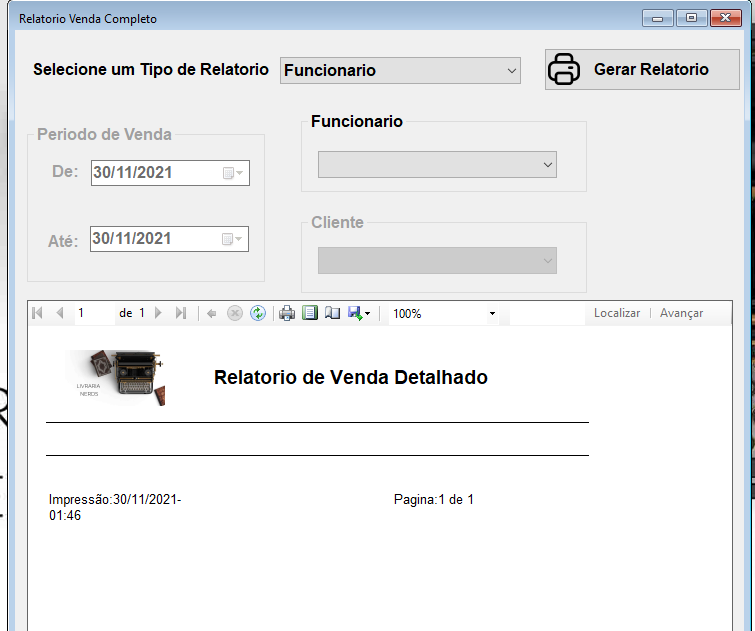 Relatorio Venda Completo
Selecione um Tipo de Relatorio
Funcionario
Gerar Relatorio
Periodo de Venda
De:
30/11/2021
Até:
30/11/2021
Funcionario
Cliente
1 de 1
100%
Localizar | Avançar
LIVRARIA
NERDS
Relatorio de Venda Detalhado
Impressão:30/11/2021-
01:46
Pagina:1 de 1